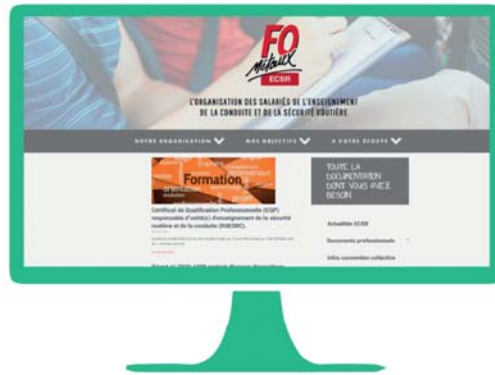 FO
Métaux
ECSR
L'ORGANISATION DES SALARIÉS DE L'ENSEIGNEMENT
DE LA CONDUITE ET DE LA SÉCURITÉ ROUTIÈRE
NOTRE ORGANISATION
NOS OBJECTIFS
A VOTRE ÉCOUTE
Formation
orientation
projet
Certificat de Qualification Professionnelle (CQP)
responsable d'unité(s) d'enseignement de la sécurité
routière et de la conduite (RUESRC).
TOUTE LA
DOCUMENTATION
DONT VOUS AVEZ
BESOIN
Actualités ECSR
Documents professionnels
Infos convention collective